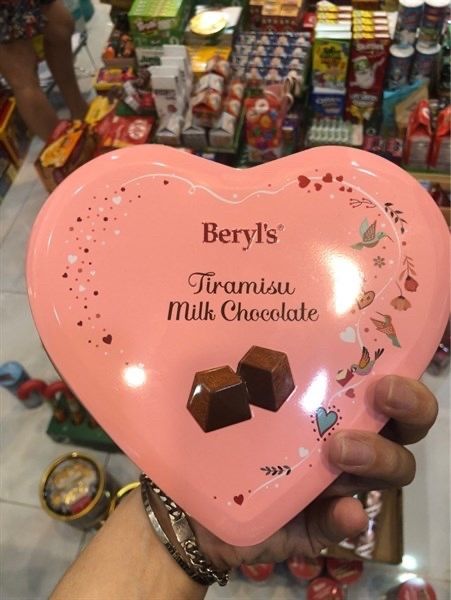 Beryl's®
Tiramisu
Milk Chocolate